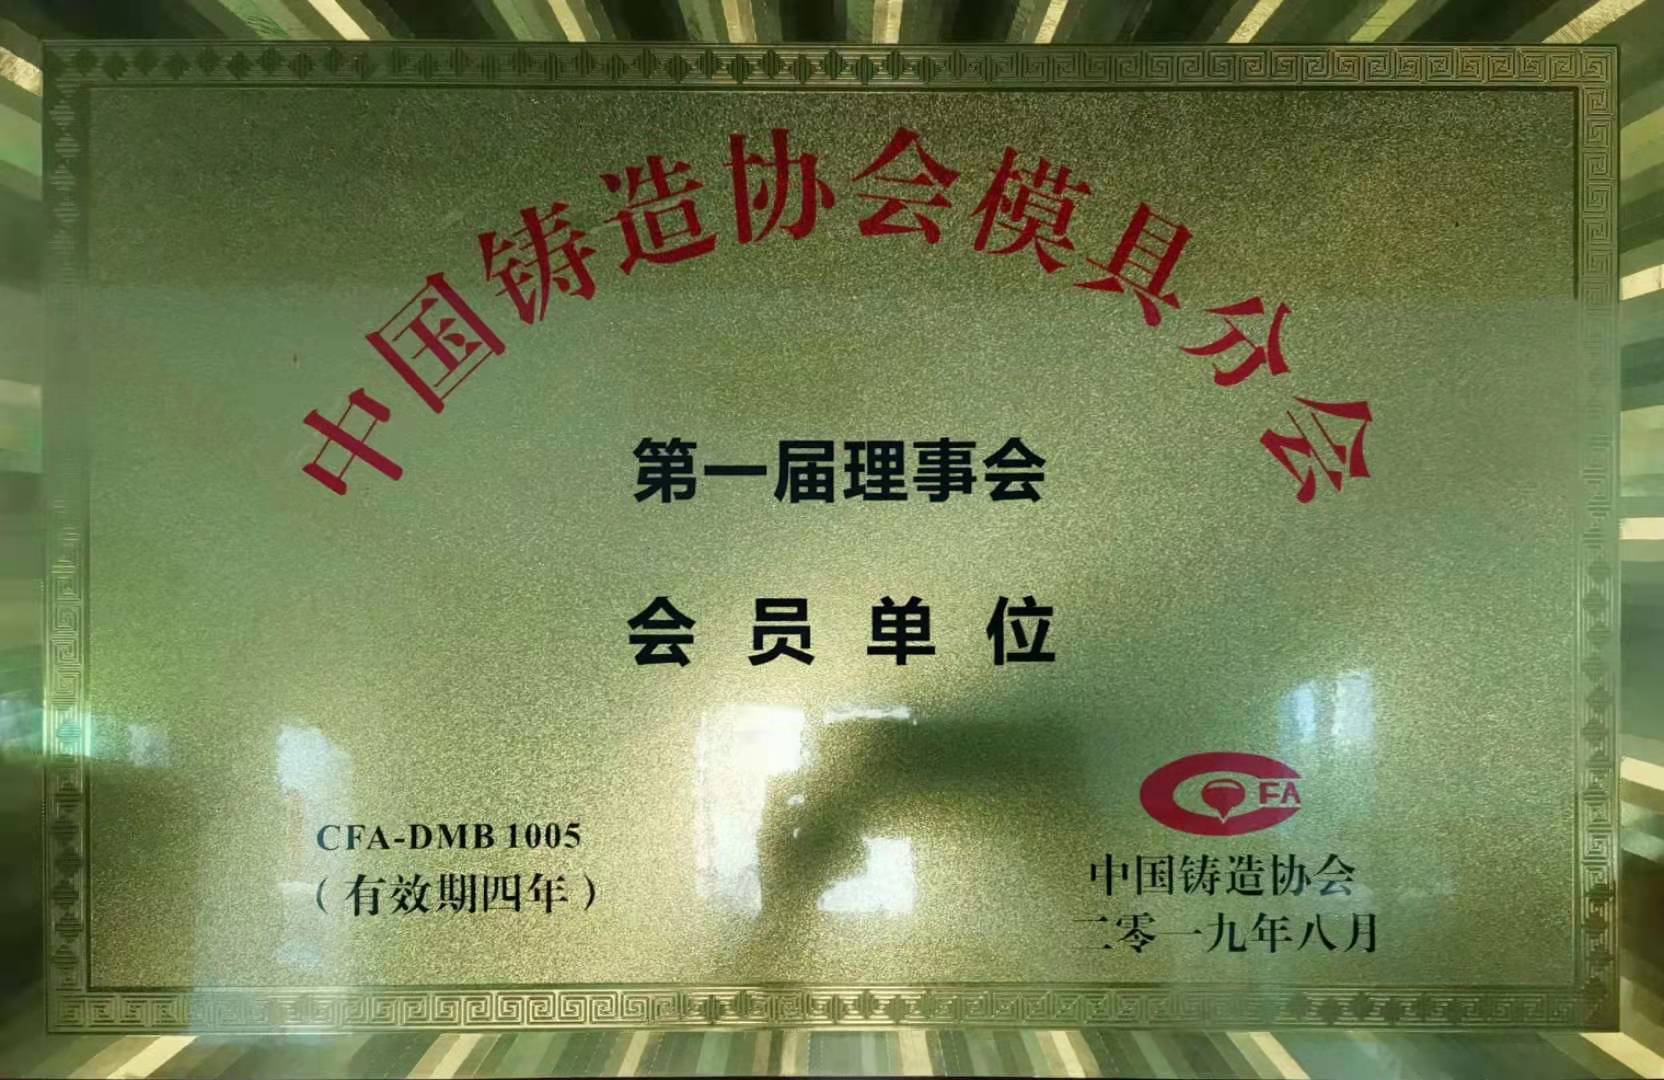 中国铸造协会模具分会
第一届理事会
会员单位
CFA-DMB 1005
（有效期四年）
CFA
中国铸造协会
二零一九年八月